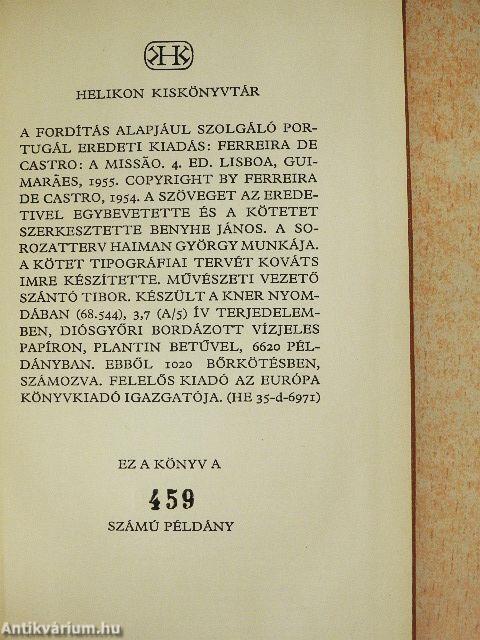 KHK
HELIKON KISKÖNYVTÁR
A FORDÍTÁS ALAPJÁUL SZOLGÁLÓ POR-
TUGÁL EREDETI KIADÁS: FERREIRA DE
CASTRO: A MISSÃO. 4. ED. LISBOA, GUI-
MARÃES, 1955. COPYRIGHT BY FERREIRA
DE CASTRO, 1954. A SZÖVEGET AZ EREDE-
TIVEL EGYBEVETETTE ÉS A KÖTETET
SZERKESZTETTE BENYHE JÁNOS. A SO-
ROZATTERV HAIMAN GYÖRGY MUNKÁJA.
A KÖTET TIPOGRÁFIAI TERVÉT KOVÁTS
IMRE KÉSZÍTETTE. MŰVÉSZETI VEZETŐ
SZÁNTÓ TIBOR. KÉSZÜLT A KNER NYOM-
DÁBAN (68.544), 3,7 (A/5) ÍV TERJEDELEM-
BEN, DIÓSGYŐRI BORDÁZOTT VÍZJELES
PAPÍRON, PLANTIN BETŰVEL, 6620 PÉL-
DÁNYBAN. EBBŐL 1020 BŐRKÖTÉSBEN,
SZÁMOZVA. FELELŐS KIADÓ AZ EURÓPA
KÖNYVKIADÓ IGAZGATÓJA. (HE 35-d-6971)
EZ A KÖNYV A
459
SZÁMÚ PÉLDÁNY
Antikvárium.hu